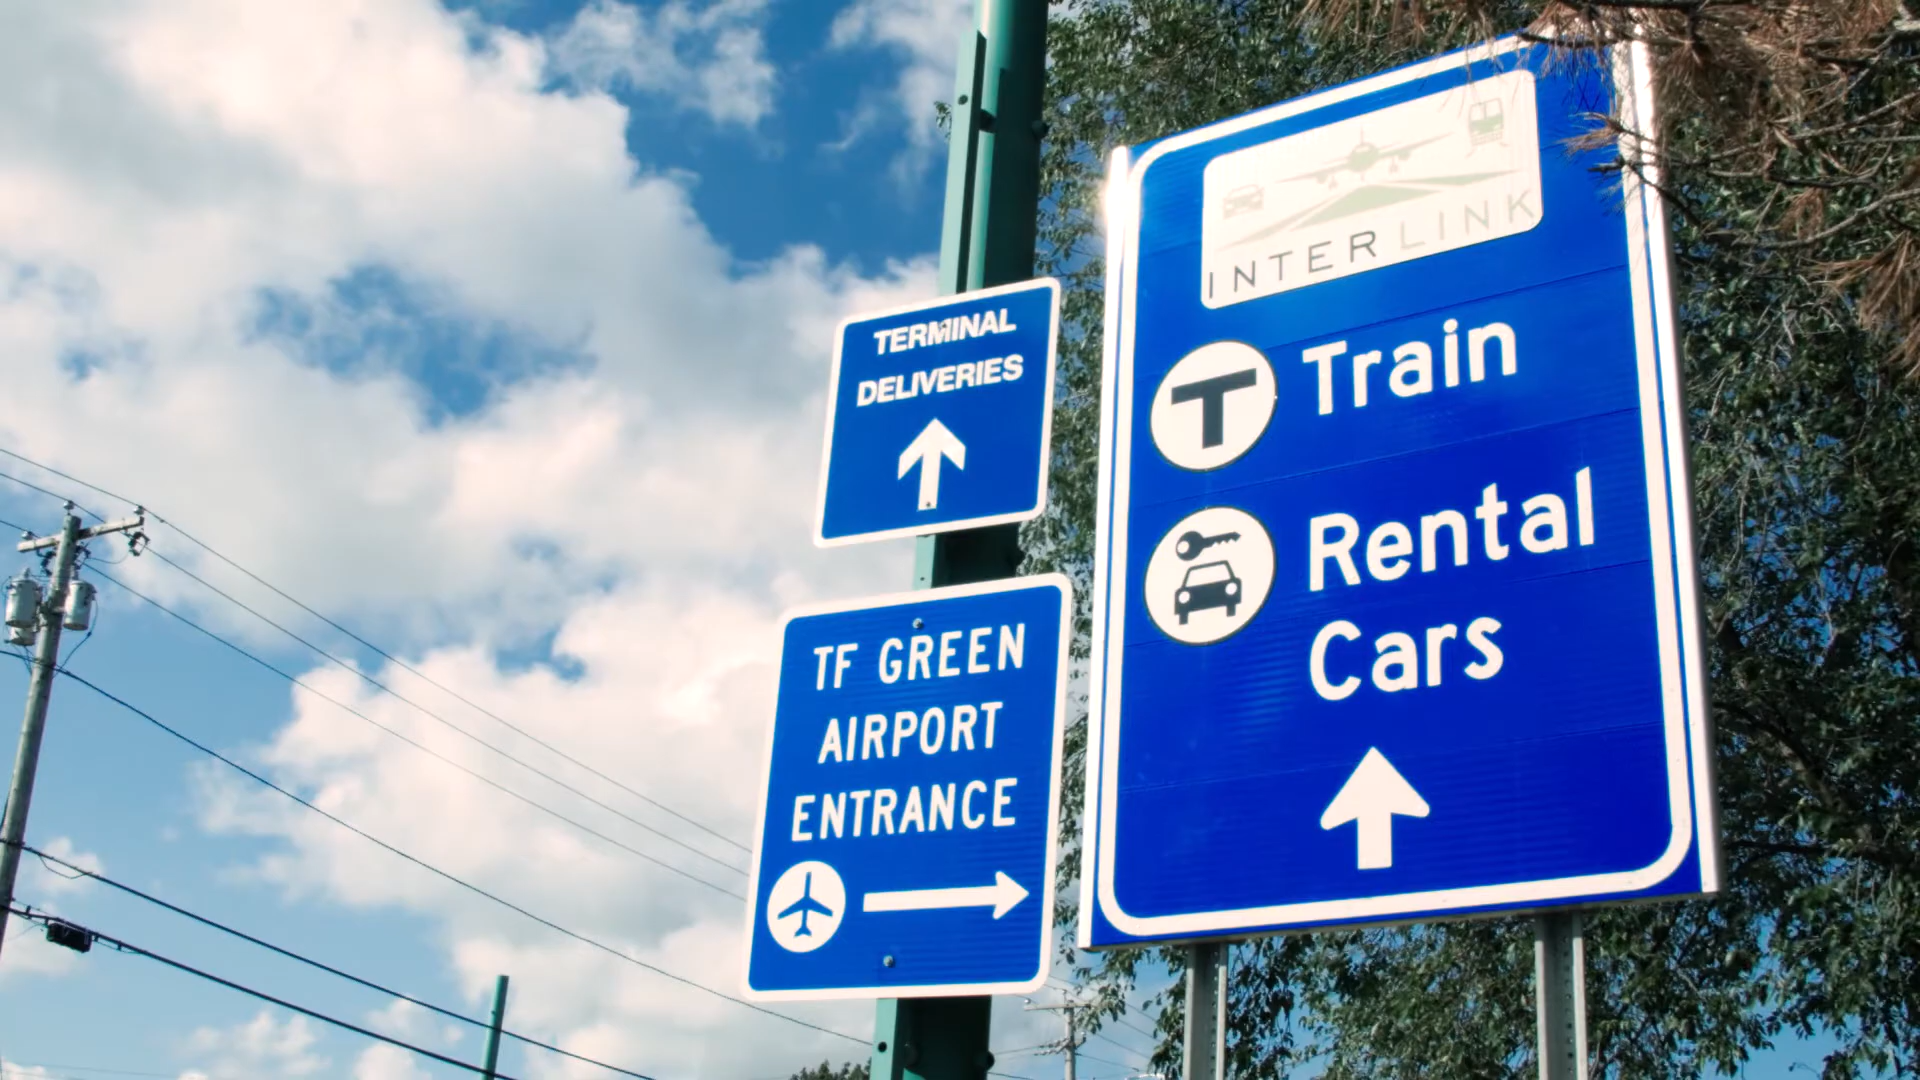 TERMINAL
DELIVERIES
TF GREEN
AIRPORT
ENTRANCE
INTERLINK
T Train
Rental
Cars